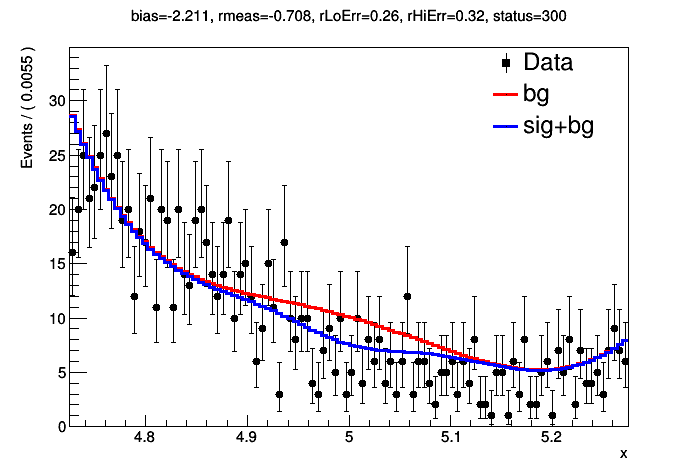 bias=-2.211, rmeas=-0.708, rLoErr=0.26, rHiErr=0.32, status=300
Events / ( 0.0055 )
30
25
20
15
10
5
0
Data
bg
sig+bg
4.8 4.9 5 5.1 5.2
x